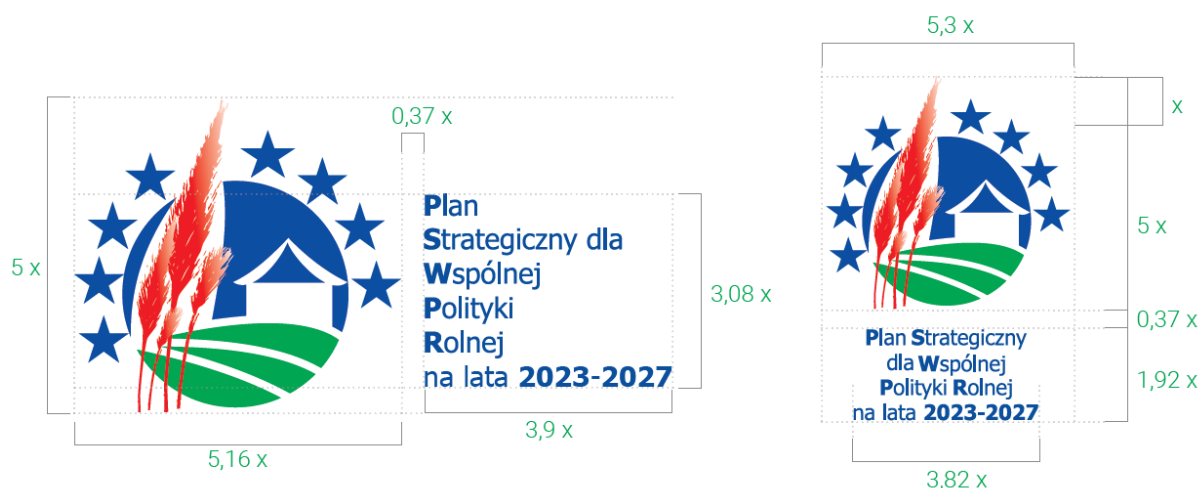 5,3 x
x
0,37 x
5 x
Plan
Strategiczny dla
Wspólnej
Polityki
Rolnej
na lata 2023-2027
3,08 x
3,9 x
5,16 x
5 x
0,37 x
Plan Strategiczny
dla Wspólnej
Polityki Rolnej
na lata 2023-2027
1,92 x
3.82 x